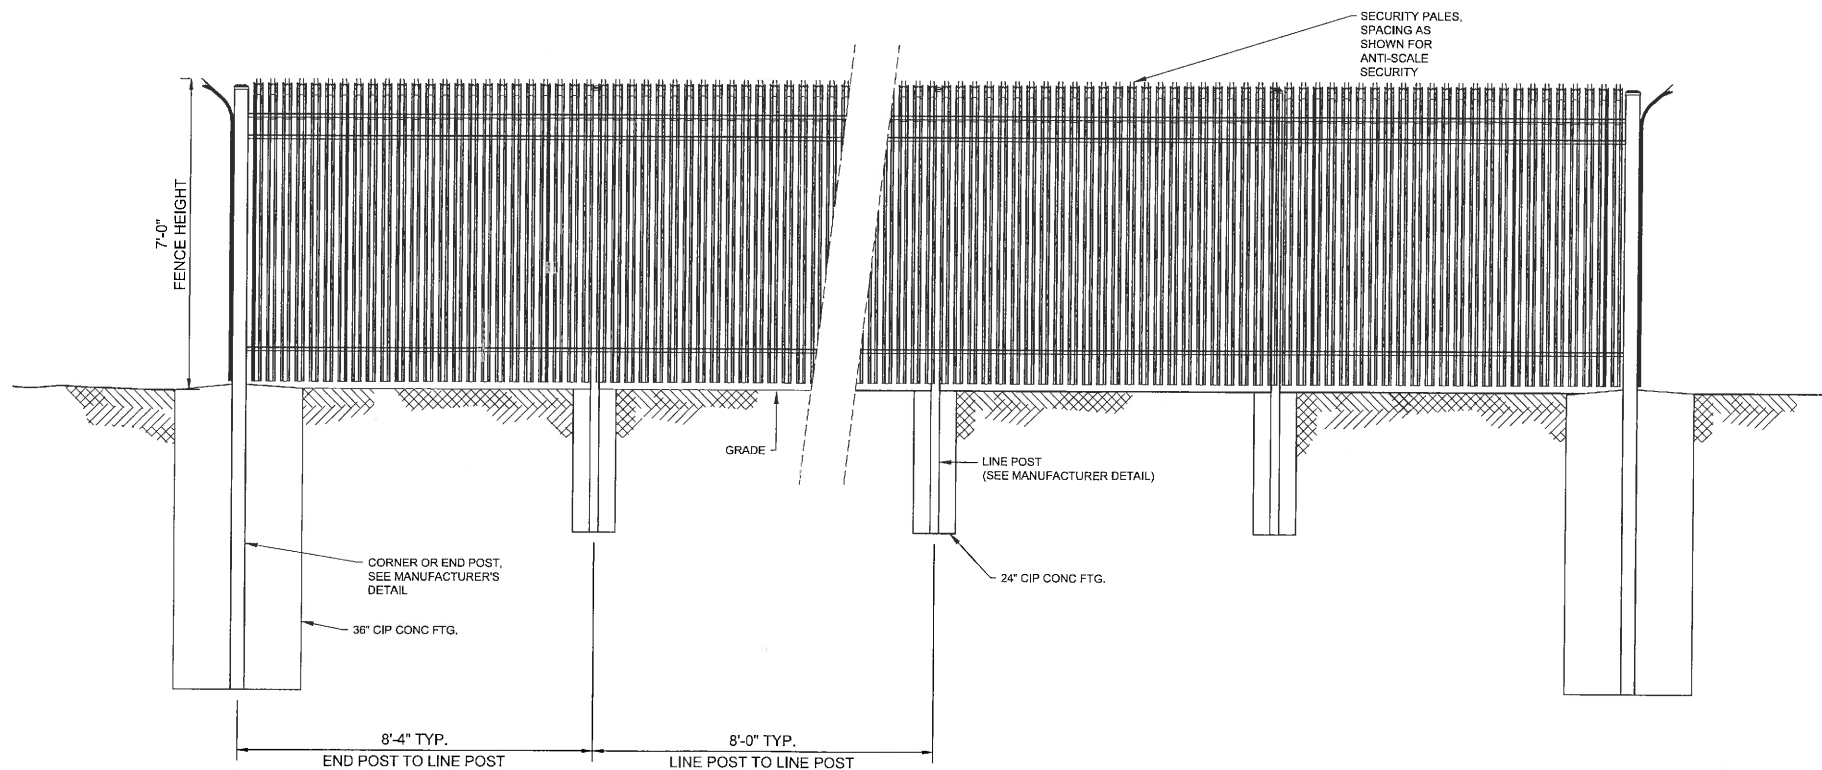 SECURITY PALES,
SPACING AS
SHOWN FOR
ANTI-SCALE
SECURITY
7'-0"
FENCE HEIGHT
GRADE
LINE POST
(SEE MANUFACTURER DETAIL)
CORNER OR END POST,
SEE MANUFACTURER'S
DETAIL
24" CIP CONC FTG.
36" CIP CONC FTG.
8'-4" TYP.
END POST TO LINE POST
8'-0" TYP.
LINE POST TO LINE POST